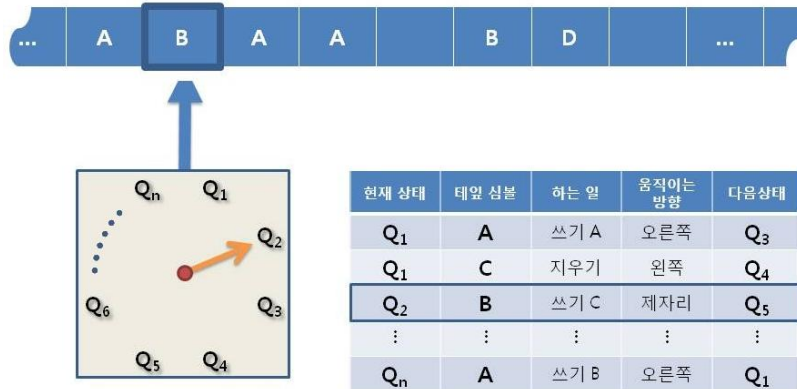 ... A B A A B D ...
Qn Q1
Q2
Q6 Q3
Q5 Q4
현재 상태 테잎 심볼 하는 일 움직이는 방향 다음상태
Q1 A 쓰기 A 오른쪽 Q3
Q1 C 지우기 왼쪽 Q4
Q2 B 쓰기 C 제자리 Q5
⋮ ⋮ ⋮ ⋮ ⋮
Qn A 쓰기 B 오른쪽 Q1